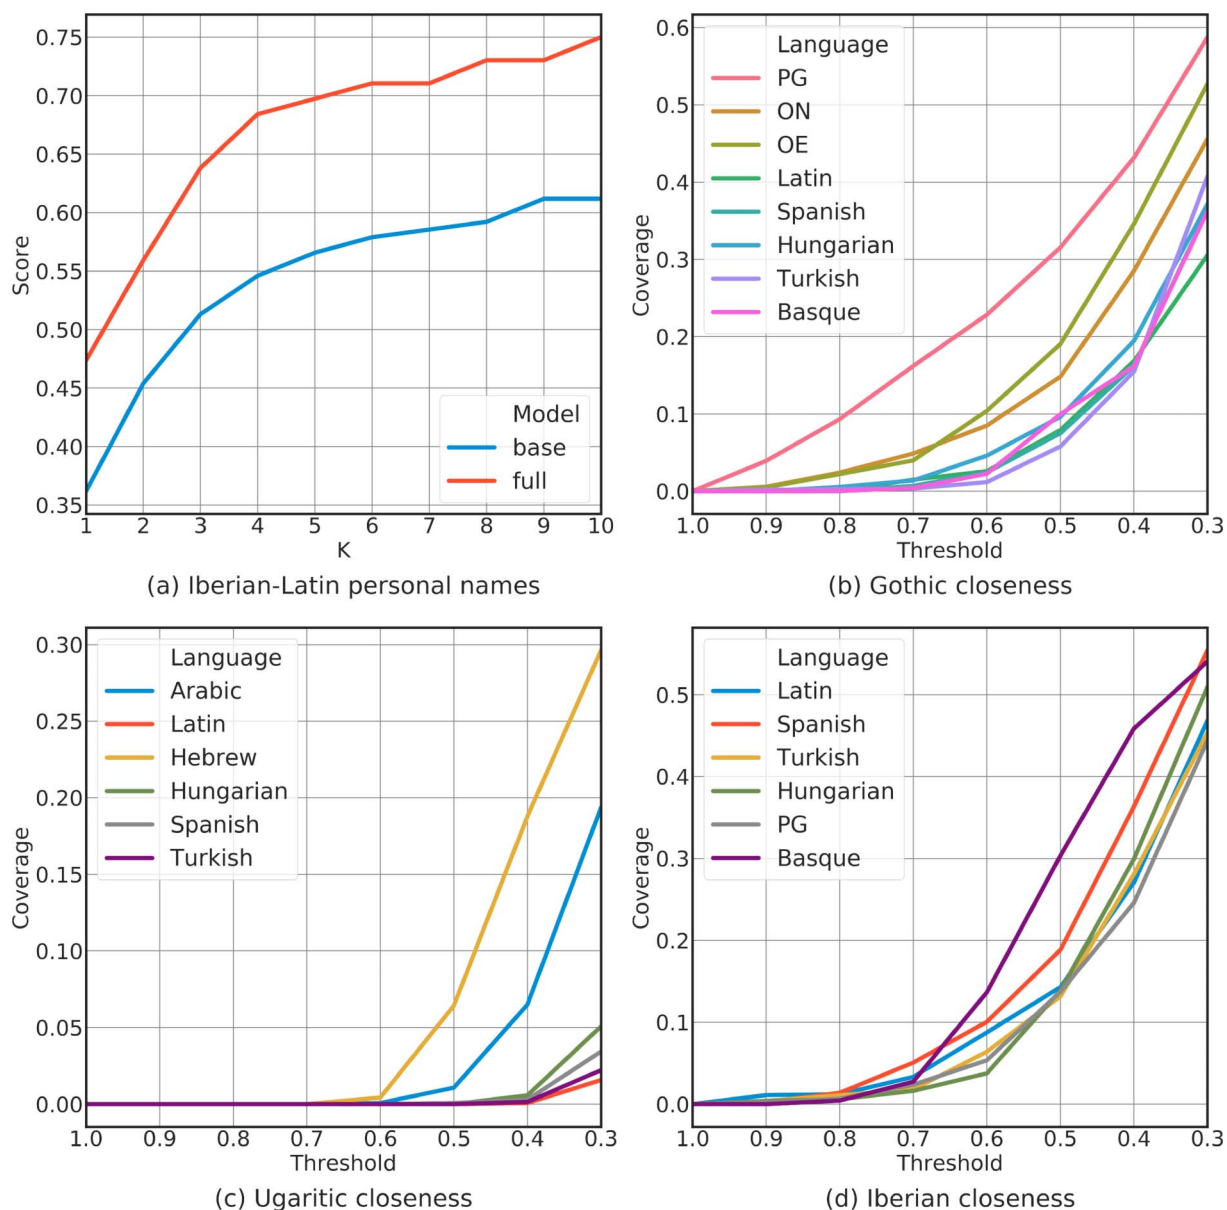 0.75
0.70
0.65
0.60
0.55
0.50
0.45
0.40
0.35
Score
1 2 3 4 5 6 7 8 9 10
K
Model
base
full
(a) Iberian-Latin personal names
0.6
0.5
0.4
0.3
0.2
0.1
0.0
Coverage
Language
PG
ON
OE
Latin
Spanish
Hungarian
Turkish
Basque
1.0 0.9 0.8 0.7 0.6 0.5 0.4 0.3
Threshold
(b) Gothic closeness
0.30
0.25
0.20
0.15
0.10
0.05
0.00
Coverage
Language
Arabic
Latin
Hebrew
Hungarian
Spanish
Turkish
1.0 0.9 0.8 0.7 0.6 0.5 0.4 0.3
Threshold
(c) Ugaritic closeness
0.5
0.4
0.3
0.2
0.1
0.0
Coverage
Language
Latin
Spanish
Turkish
Hungarian
PG
Basque
1.0 0.9 0.8 0.7 0.6 0.5 0.4 0.3
Threshold
(d) Iberian closeness